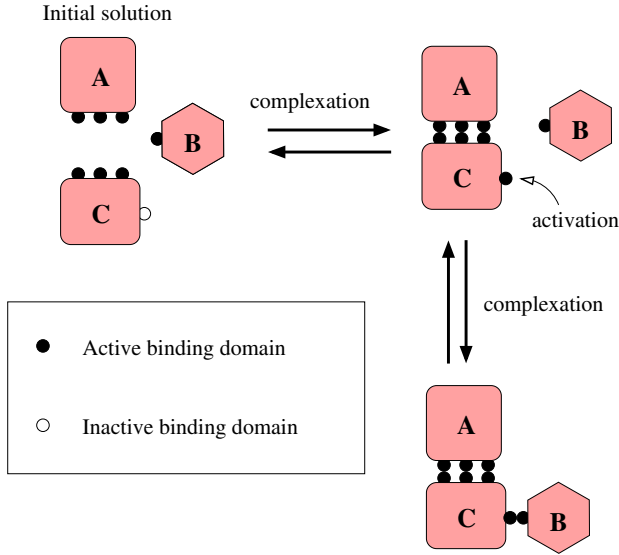 Initial solution
A
B
C
complexation
A
B
C
activation
complexation
Active binding domain
Inactive binding domain
A
C
B